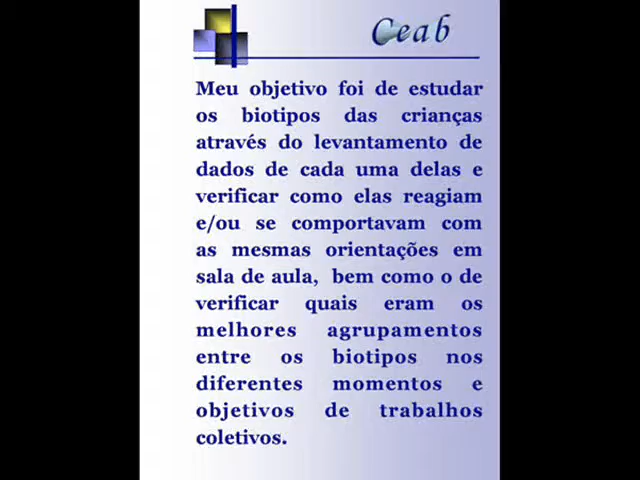 Ceab
Meu objetivo foi de estudar
os biotipos das crianças
através do levantamento de
dados de cada uma delas e
verificar como elas reagiam
e/ou se comportavam com
as mesmas orientações em
sala de aula, bem como o de
verificar quais eram os
melhores agrupamentos
entre os biotipos nos
diferentes momentos e
objetivos de trabalhos
coletivos.